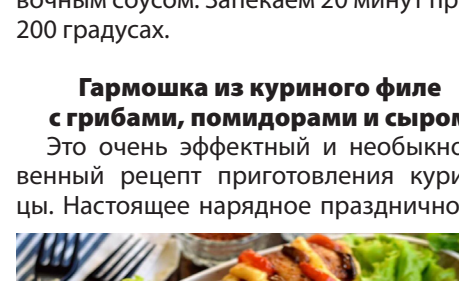 вочным соусом. Запекаем 20 минут пр
200 градусах.
Гармошка из куриного филе
с грибами, помидорами и сыром
Это очень эффектный и необыкно
венный рецепт приготовления кури
цы. Настоящее нарядное празднично